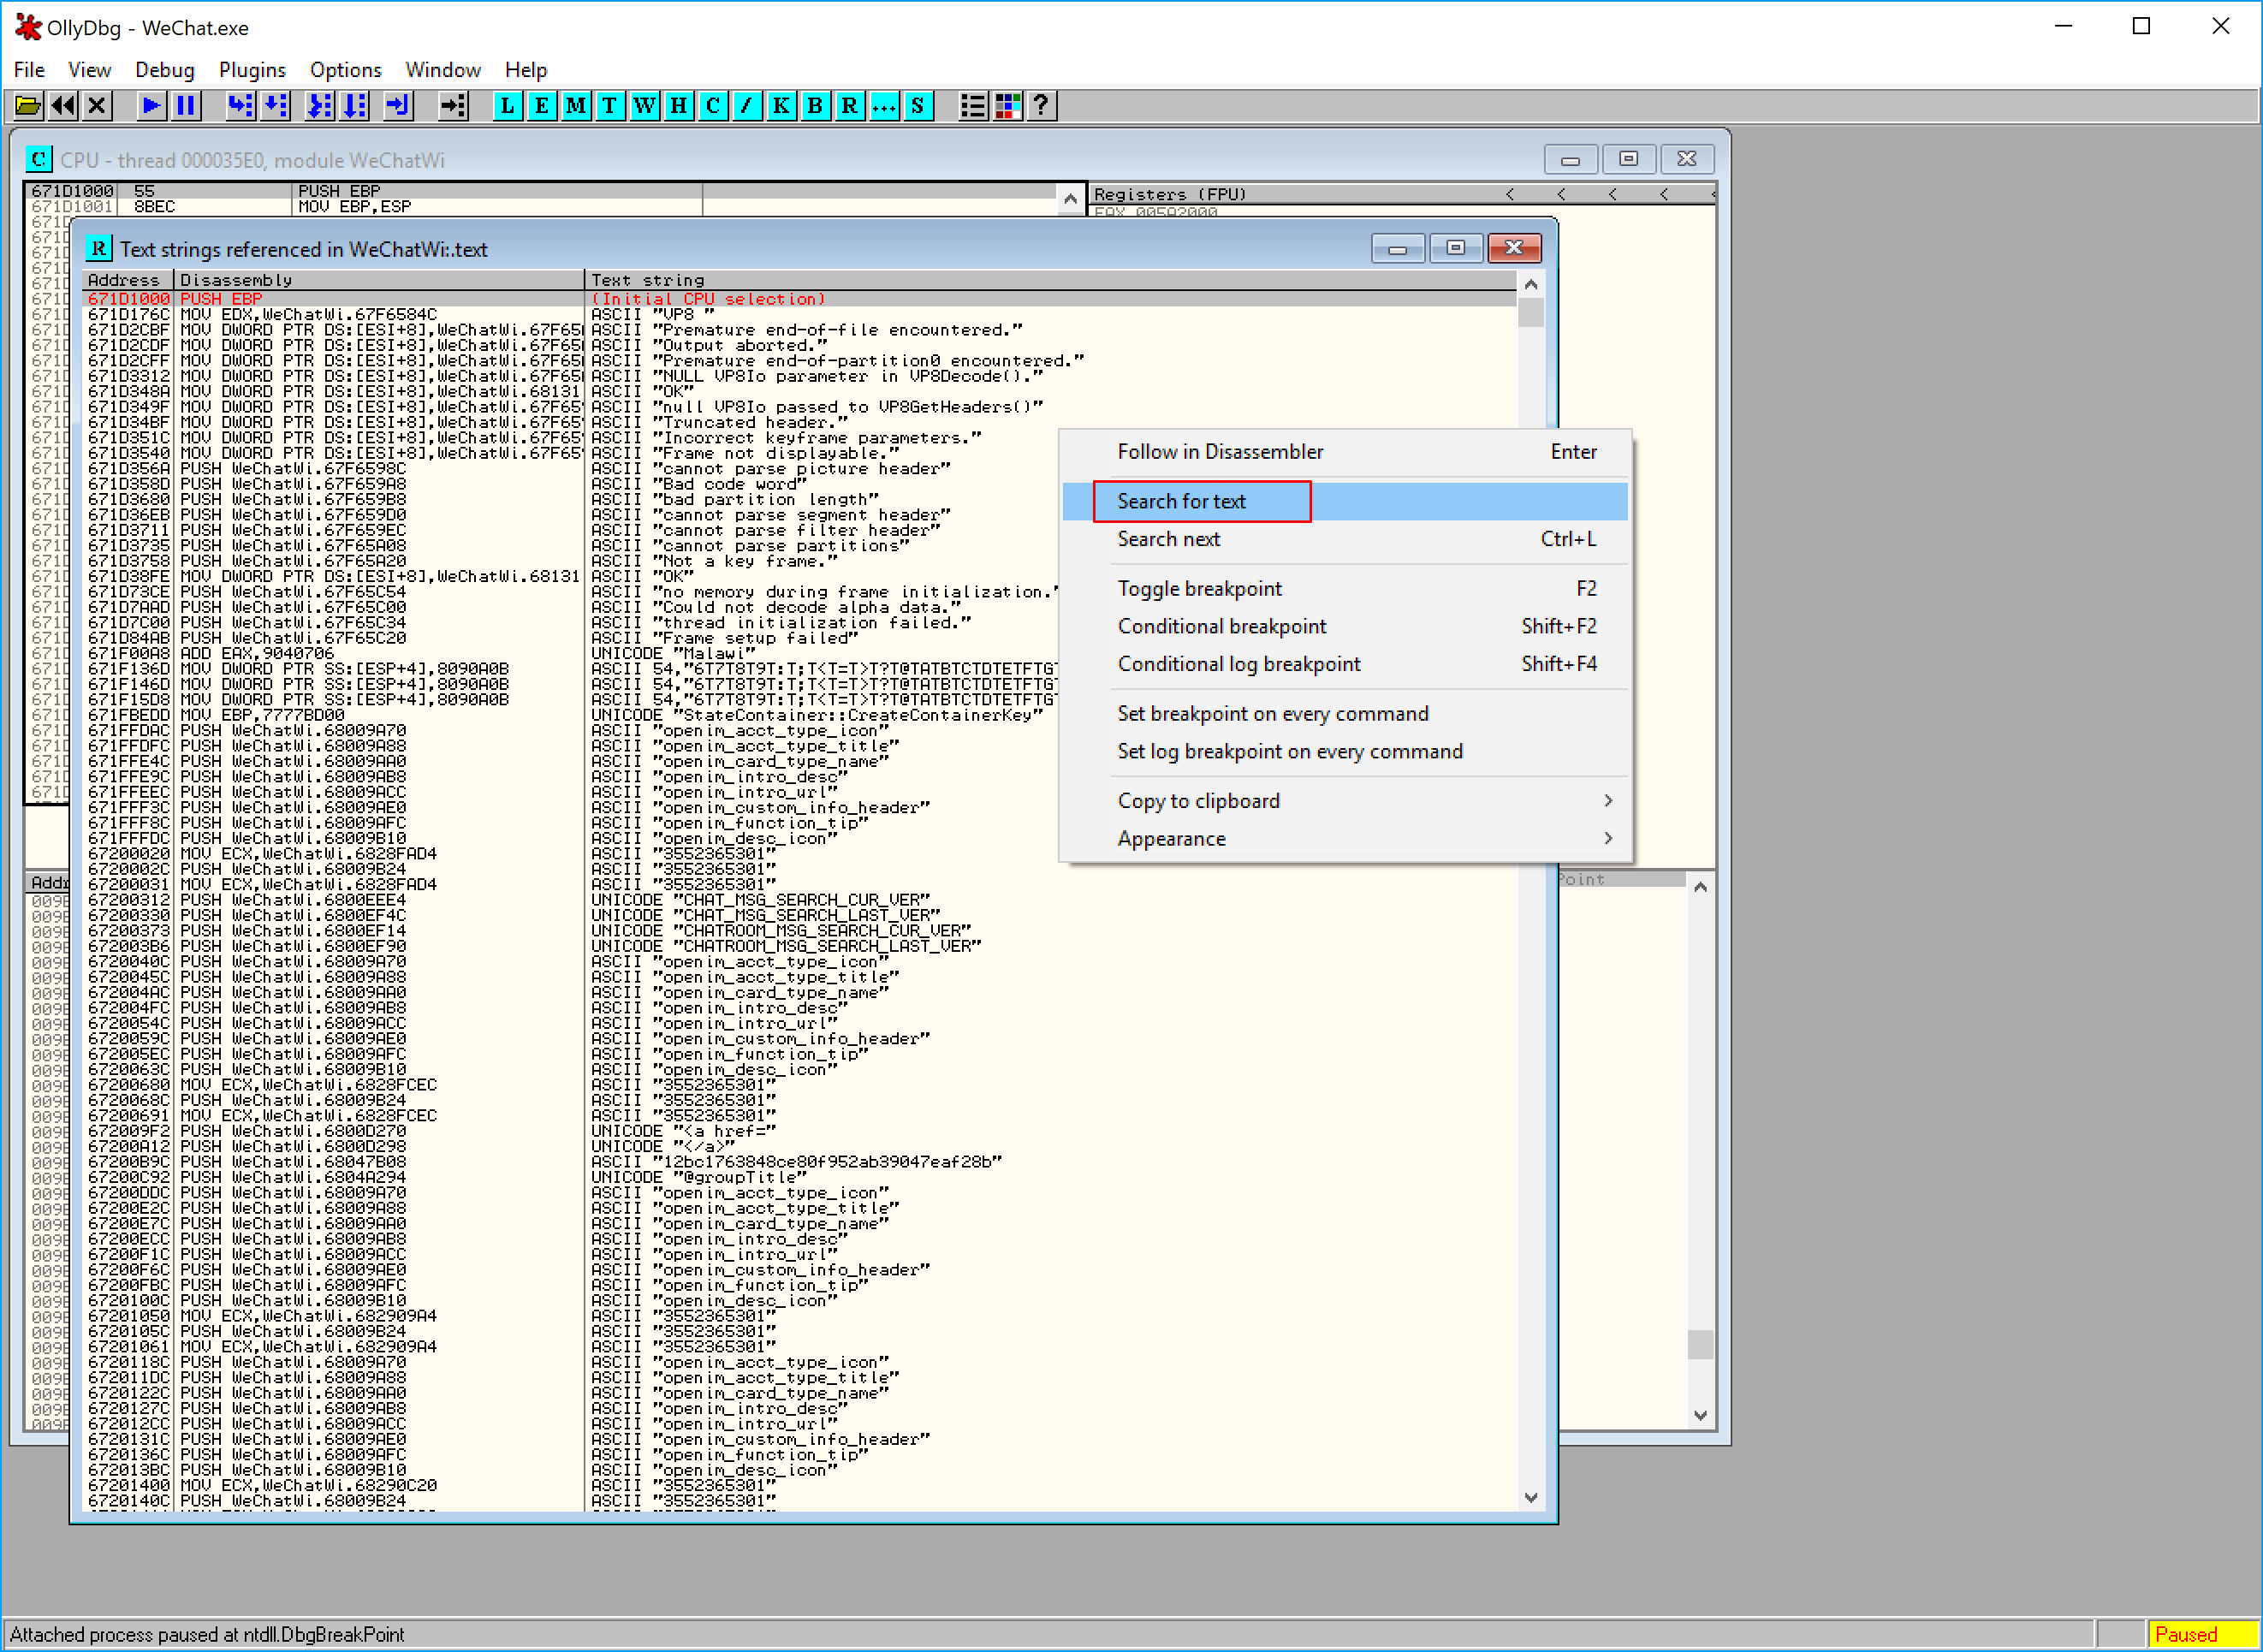 OllyDbg - WeChat.exe
File View Debug Plugins Options Window Help
L E M T W H C / K B R ... S ?
C CPU - thread 000035E0, module WeChatWi
671D1000 55 PUSH EBP
671D1001 8BEC MOV EBP,ESP
Registers (FPU) < < < < <
EAX 005A2000
R Text strings referenced in WeChatWi:.text
Address Disassembly Text string
671D1000 PUSH EBP (Initial CPU selection)
671D176C MOV EDX,WeChatWi.67F6584C ASCII "VP8 "
671D2CBF MOV DWORD PTR DS:[ESI+8],WeChatWi.67F65 ASCII "Premature end-of-file encountered."
671D2CDF MOV DWORD PTR DS:[ESI+8],WeChatWi.67F65 ASCII "Output aborted."
671D2CFF MOV DWORD PTR DS:[ESI+8],WeChatWi.67F65 ASCII "Premature end-of-partition0 encountered."
671D3312 MOV DWORD PTR DS:[ESI+8],WeChatWi.67F65 ASCII "NULL VP8Io parameter in VP8Decode()."
671D348A MOV DWORD PTR DS:[ESI+8],WeChatWi.68131 ASCII "OK"
671D349F MOV DWORD PTR DS:[ESI+8],WeChatWi.67F65 ASCII "null VP8Io passed to VP8GetHeaders()"
671D34BF MOV DWORD PTR DS:[ESI+8],WeChatWi.67F65 ASCII "Truncated header."
671D351C MOV DWORD PTR DS:[ESI+8],WeChatWi.67F65 ASCII "Incorrect keyframe parameters."
671D3540 MOV DWORD PTR DS:[ESI+8],WeChatWi.67F65 ASCII "Frame not displayable."
671D356A PUSH WeChatWi.67F6598C ASCII "cannot parse picture header"
671D358D PUSH WeChatWi.67F659A8 ASCII "Bad code word"
671D3680 PUSH WeChatWi.67F659B8 ASCII "bad partition length"
671D36EB PUSH WeChatWi.67F659D0 ASCII "cannot parse segment header"
671D3711 PUSH WeChatWi.67F659EC ASCII "cannot parse filter header"
671D3735 PUSH WeChatWi.67F65A08 ASCII "cannot parse partitions"
671D3758 PUSH WeChatWi.67F65A20 ASCII "Not a key frame."
671D38FE MOV DWORD PTR DS:[ESI+8],WeChatWi.68131 ASCII "OK"
671D73CE PUSH WeChatWi.67F65C54 ASCII "no memory during frame initialization."
671D7AAD PUSH WeChatWi.67F65C00 ASCII "Could not decode alpha data."
671D7C00 PUSH WeChatWi.67F65C34 ASCII "thread initialization failed."
671D84AB PUSH WeChatWi.67F65C20 ASCII "Frame setup failed"
671F00A8 ADD EAX,9040706 UNICODE "Malawi"
671F136D MOV DWORD PTR SS:[ESP+4],8090A0B ASCII 54,"6T7T8T9T:T;T<T=T>T?T@TATBTCTDTETFTGT
671F146D MOV DWORD PTR SS:[ESP+4],8090A0B ASCII 54,"6T7T8T9T:T;T<T=T>T?T@TATBTCTDTETFTGT
671F15D8 MOV DWORD PTR SS:[ESP+4],8090A0B ASCII 54,"6T7T8T9T:T;T<T=T>T?T@TATBTCTDTETFTGT
671FBEDD MOV EBP,7777BD00 UNICODE "StateContainer::CreateContainerKey"
671FFDAC PUSH WeChatWi.68009A70 ASCII "openim_acct_type_icon"
671FFDFC PUSH WeChatWi.68009A88 ASCII "openim_acct_type_title"
671FFE4C PUSH WeChatWi.68009AA0 ASCII "openim_card_type_name"
671FFE9C PUSH WeChatWi.68009AB8 ASCII "openim_intro_desc"
671FFEEC PUSH WeChatWi.68009ACC ASCII "openim_intro_url"
671FFF3C PUSH WeChatWi.68009AE0 ASCII "openim_custom_info_header"
671FFF8C PUSH WeChatWi.68009AFC ASCII "openim_function_tip"
671FFFDC PUSH WeChatWi.68009B10 ASCII "openim_desc_icon"
67200020 MOV ECX,WeChatWi.6828FAD4 ASCII "3552365301"
6720002C PUSH WeChatWi.68009B24 ASCII "3552365301"
67200031 MOV ECX,WeChatWi.6828FAD4 ASCII "3552365301"
67200312 PUSH WeChatWi.6800EEE4 UNICODE "CHAT_MSG_SEARCH_CUR_VER"
67200330 PUSH WeChatWi.6800EF4C UNICODE "CHAT_MSG_SEARCH_LAST_VER"
67200373 PUSH WeChatWi.6800EF14 UNICODE "CHATROOM_MSG_SEARCH_CUR_VER"
672003B6 PUSH WeChatWi.6800EF90 UNICODE "CHATROOM_MSG_SEARCH_LAST_VER"
6720040C PUSH WeChatWi.68009A70 ASCII "openim_acct_type_icon"
6720045C PUSH WeChatWi.68009A88 ASCII "openim_acct_type_title"
672004AC PUSH WeChatWi.68009AA0 ASCII "openim_card_type_name"
672004FC PUSH WeChatWi.68009AB8 ASCII "openim_intro_desc"
6720054C PUSH WeChatWi.68009ACC ASCII "openim_intro_url"
6720059C PUSH WeChatWi.68009AE0 ASCII "openim_custom_info_header"
672005EC PUSH WeChatWi.68009AFC ASCII "openim_function_tip"
6720063C PUSH WeChatWi.68009B10 ASCII "openim_desc_icon"
67200680 MOV ECX,WeChatWi.6828FCEC ASCII "3552365301"
6720068C PUSH WeChatWi.68009B24 ASCII "3552365301"
67200691 MOV ECX,WeChatWi.6828FCEC ASCII "3552365301"
672009F2 PUSH WeChatWi.6800D270 UNICODE "<a href="
67200A12 PUSH WeChatWi.6800D298 UNICODE "</a>"
67200B9C PUSH WeChatWi.68047B08 ASCII "12bc1763848ce80f952ab39047eaf28b"
67200C92 PUSH WeChatWi.6804A294 UNICODE "@groupTitle"
67200DDC PUSH WeChatWi.68009A70 ASCII "openim_acct_type_icon"
67200E2C PUSH WeChatWi.68009A88 ASCII "openim_acct_type_title"
67200E7C PUSH WeChatWi.68009AA0 ASCII "openim_card_type_name"
67200ECC PUSH WeChatWi.68009AB8 ASCII "openim_intro_desc"
67200F1C PUSH WeChatWi.68009ACC ASCII "openim_intro_url"
67200F6C PUSH WeChatWi.68009AE0 ASCII "openim_custom_info_header"
67200FBC PUSH WeChatWi.68009AFC ASCII "openim_function_tip"
6720100C PUSH WeChatWi.68009B10 ASCII "openim_desc_icon"
67201050 MOV ECX,WeChatWi.682909A4 ASCII "3552365301"
6720105C PUSH WeChatWi.68009B24 ASCII "3552365301"
67201061 MOV ECX,WeChatWi.682909A4 ASCII "3552365301"
6720118C PUSH WeChatWi.68009A70 ASCII "openim_acct_type_icon"
672011DC PUSH WeChatWi.68009A88 ASCII "openim_acct_type_title"
6720122C PUSH WeChatWi.68009AA0 ASCII "openim_card_type_name"
6720127C PUSH WeChatWi.68009AB8 ASCII "openim_intro_desc"
672012CC PUSH WeChatWi.68009ACC ASCII "openim_intro_url"
6720131C PUSH WeChatWi.68009AE0 ASCII "openim_custom_info_header"
6720136C PUSH WeChatWi.68009AFC ASCII "openim_function_tip"
672013BC PUSH WeChatWi.68009B10 ASCII "openim_desc_icon"
67201400 MOV ECX,WeChatWi.68290C20 ASCII "3552365301"
6720140C PUSH WeChatWi.68009B24 ASCII "3552365301"
Follow in Disassembler Enter
Search for text
Search next Ctrl+L
Toggle breakpoint F2
Conditional breakpoint Shift+F2
Conditional log breakpoint Shift+F4
Set breakpoint on every command
Set log breakpoint on every command
Copy to clipboard >
Appearance >
Point
Attached process paused at ntdll.DbgBreakPoint
Paused